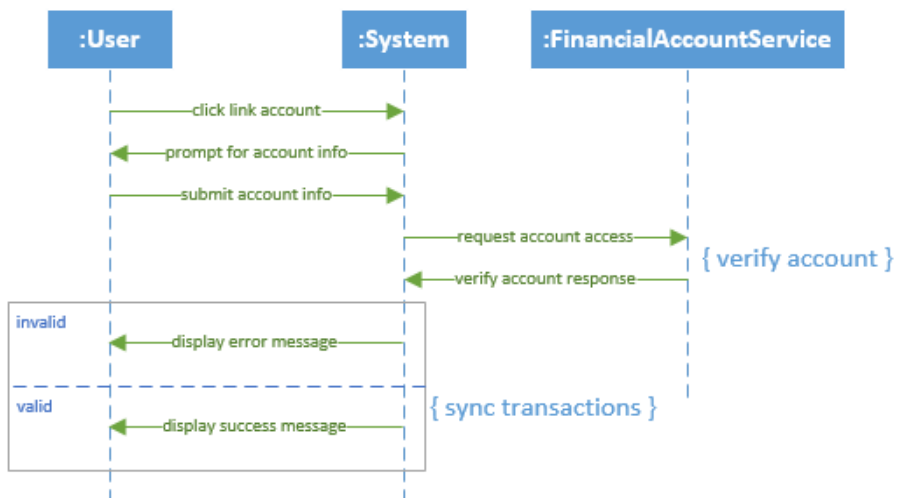 :User
:System
:FinancialAccountService
click link account
prompt for account info
submit account info
request account access
{ verify account }
verify account response
invalid
display error message
valid
{ sync transactions }
display success message